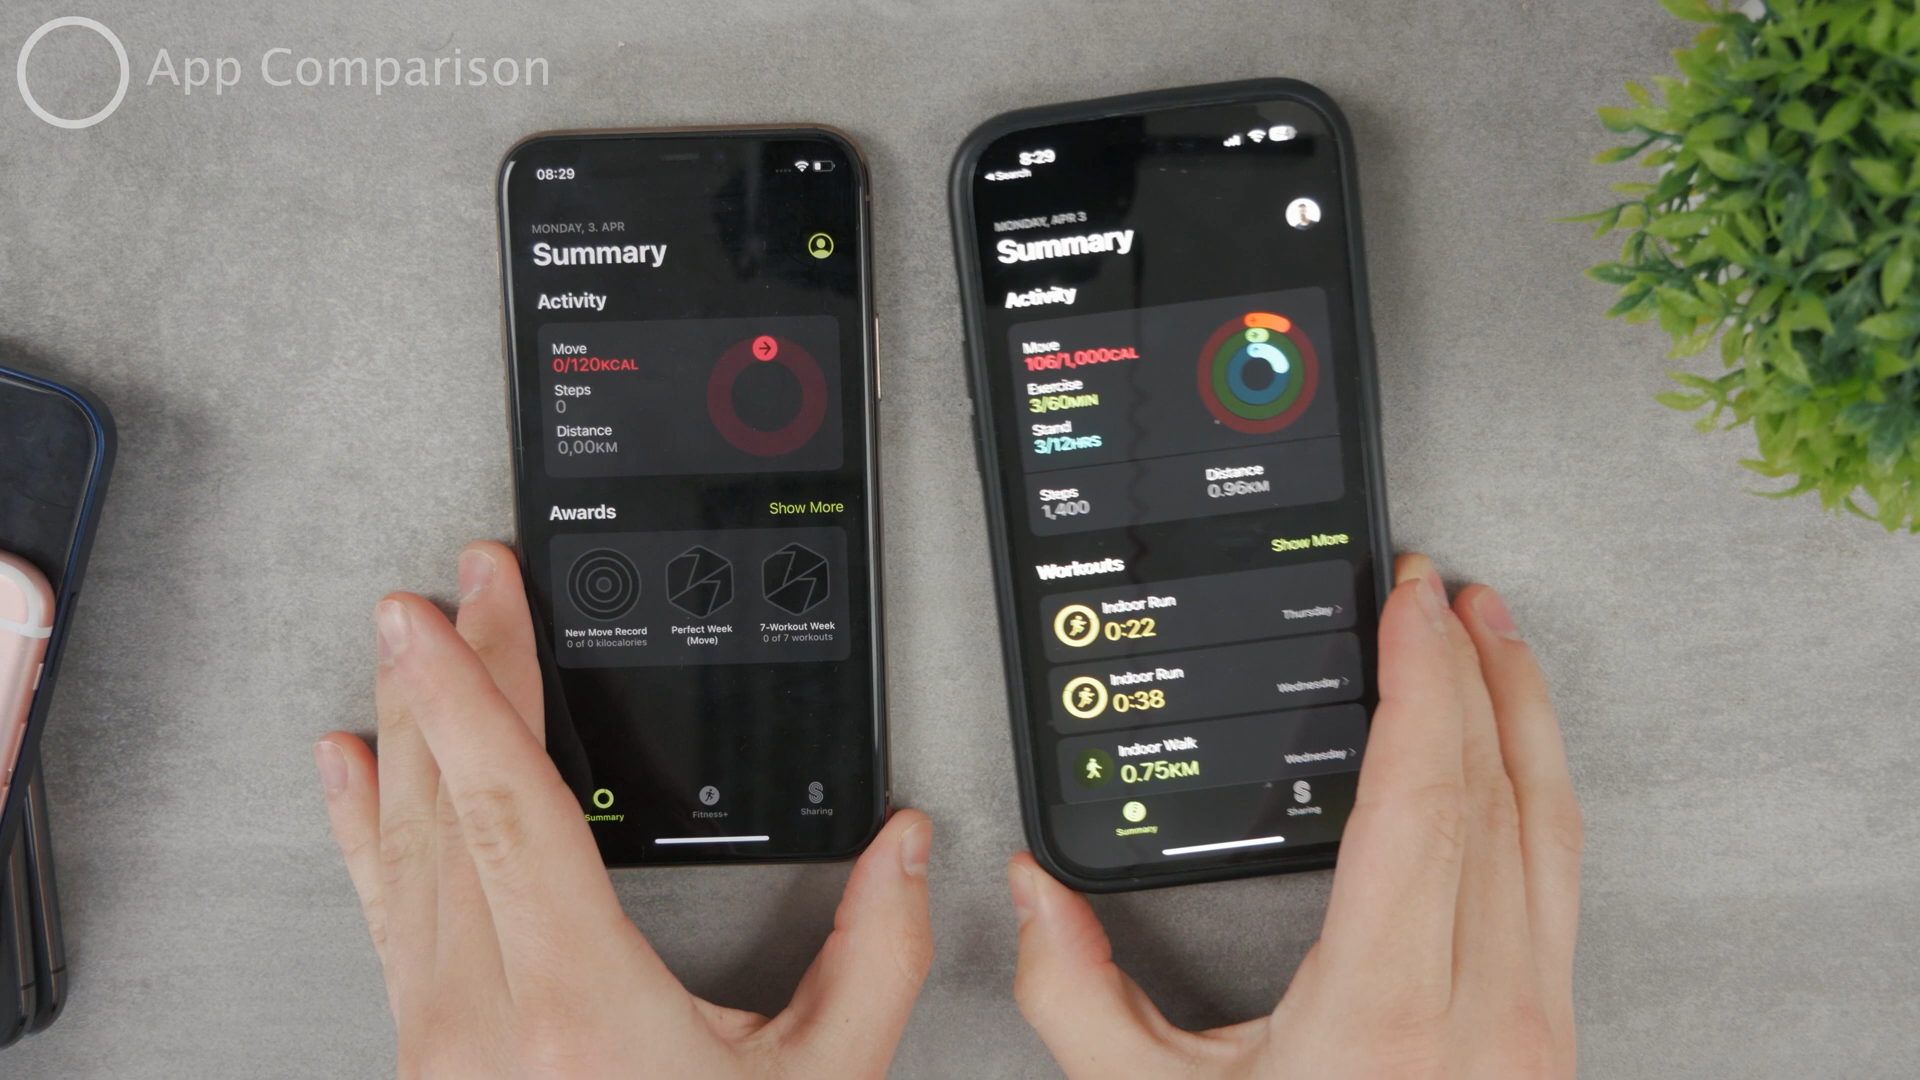 App Comparison
08:29
MONDAY, 3. APR
Summary
Activity
Move
0/120KCAL
Steps
0
Distance
0,00KM
Awards
Show More
New Move Record
0 of 0 kilocalories
Perfect Week
(Move)
7-Workout Week
0 of 7 workouts
Summary
Fitness+
Sharing
8:29
Search
MONDAY, APR 3
Summary
Activity
Move
106/1,000CAL
Exercise
3/60MIN
Stand
3/12HRS
Steps
1,400
Distance
0.96KM
Workouts
Show More
Indoor Run
0:22
Thursday
Indoor Run
0:38
Wednesday
Indoor Walk
0.75KM
Wednesday
Summary
Sharing